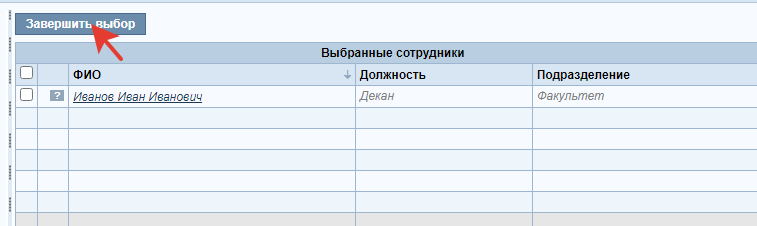 Завершить выбор
Выбранные сотрудники
ФИО Должность Подразделение
? Иванов Иван Иванович Декан Факультет